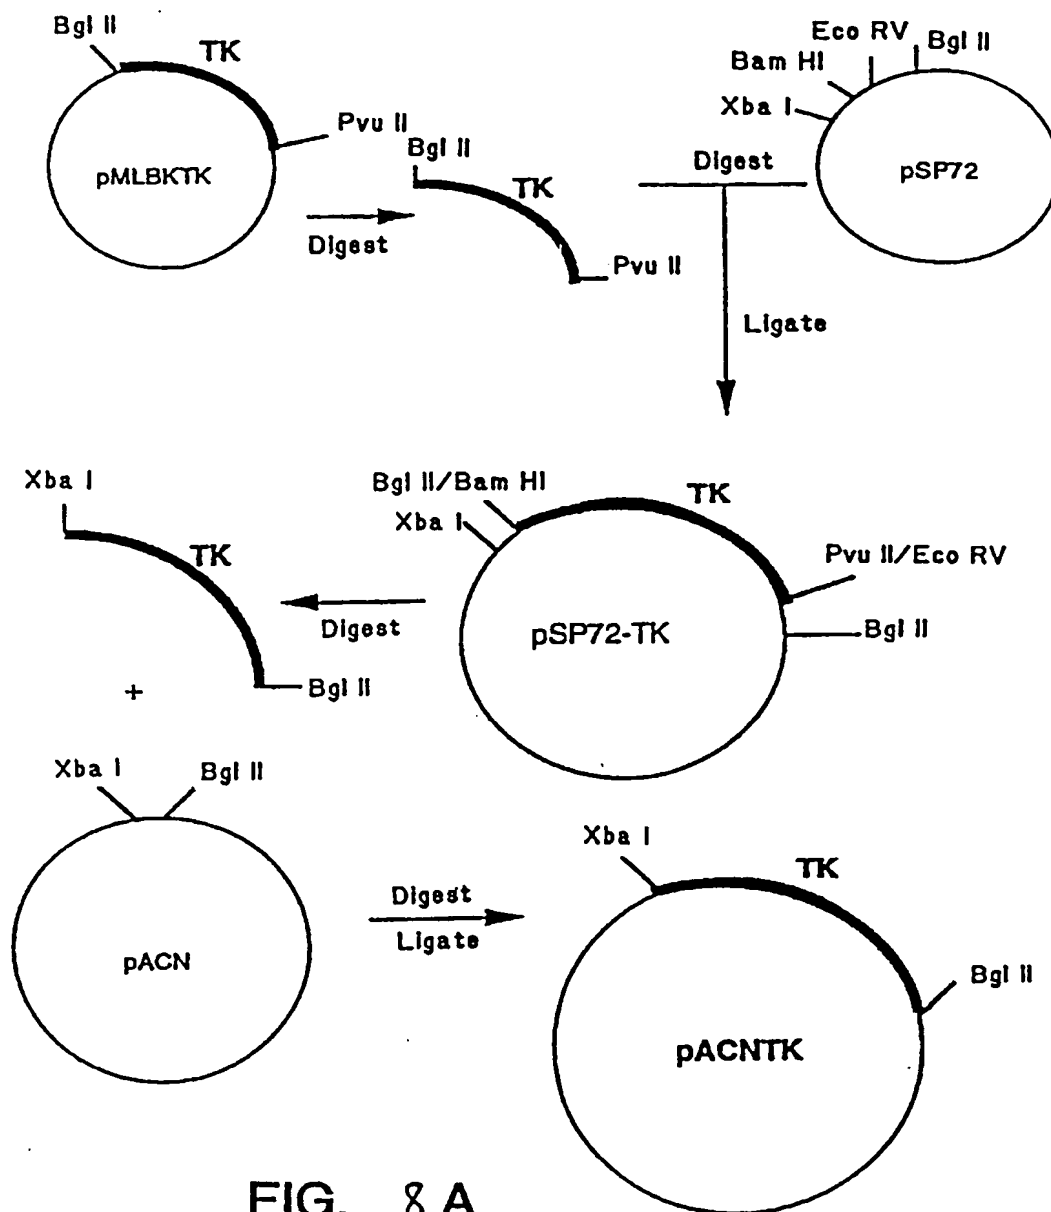 Bgl II
TK
Pvu II
pMLBKTK
Digest
Bgl II
TK
Pvu II
Digest
Ligate
Eco RV
Bgl II
Bam HI
Xba I
pSP72
Xba I
TK
Bgl II
Digest
Bgl II/Bam HI
Xba I
TK
Pvu II/Eco RV
Bgl II
pSP72-TK
+
Xba I
Bgl II
pACN
Digest
Ligate
Xba I
TK
Bgl II
pACNTK
FIG. 8 A